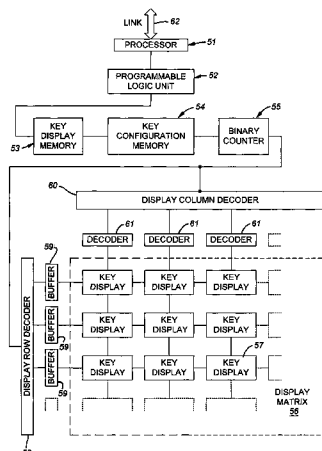 LINK
62
PROCESSOR
51
PROGRAMMABLE
LOGIC UNIT
52
54
55
KEY
DISPLAY
MEMORY
KEY
CONFIGURATION
MEMORY
BINARY
COUNTER
53
60
DISPLAY COLUMN DECODER
61
61
61
DECODER
DECODER
DECODER
59
BUFFER
KEY
DISPLAY
KEY
DISPLAY
KEY
DISPLAY
BUFFER
59
KEY
DISPLAY
KEY
DISPLAY
KEY
DISPLAY
57
BUFFER
59
KEY
DISPLAY
KEY
DISPLAY
KEY
DISPLAY
DISPLAY ROW DECODER
DISPLAY
MATRIX
56